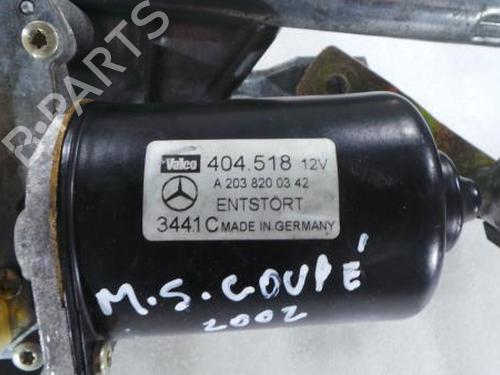 B-PARTS
Valeo 404.518 12V
A 203 820 03 42
ENTSTÖRT
3441C MADE IN GERMANY
M.S. COUPÉ
2002